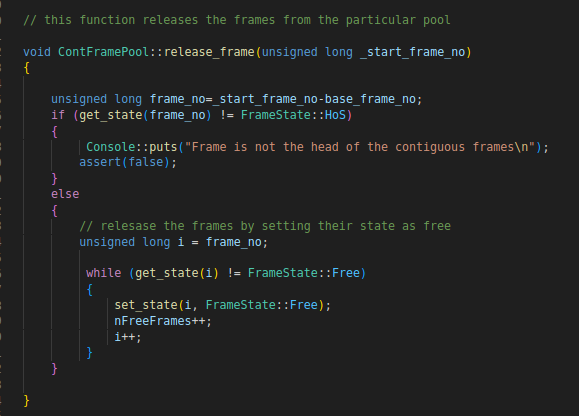 // this function releases the frames from the particular pool
void ContFramePool::release_frame(unsigned long _start_frame_no)
{
unsigned long frame_no=_start_frame_no-base_frame_no;
if (get_state(frame_no) != FrameState::HoS)
{
Console::puts("Frame is not the head of the contiguous frames\n");
assert(false);
}
else
{
// relesase the frames by setting their state as free
unsigned long i = frame_no;
while (get_state(i) != FrameState::Free)
{
set_state(i, FrameState::Free);
nFreeFrames++;
i++;
}
}
}